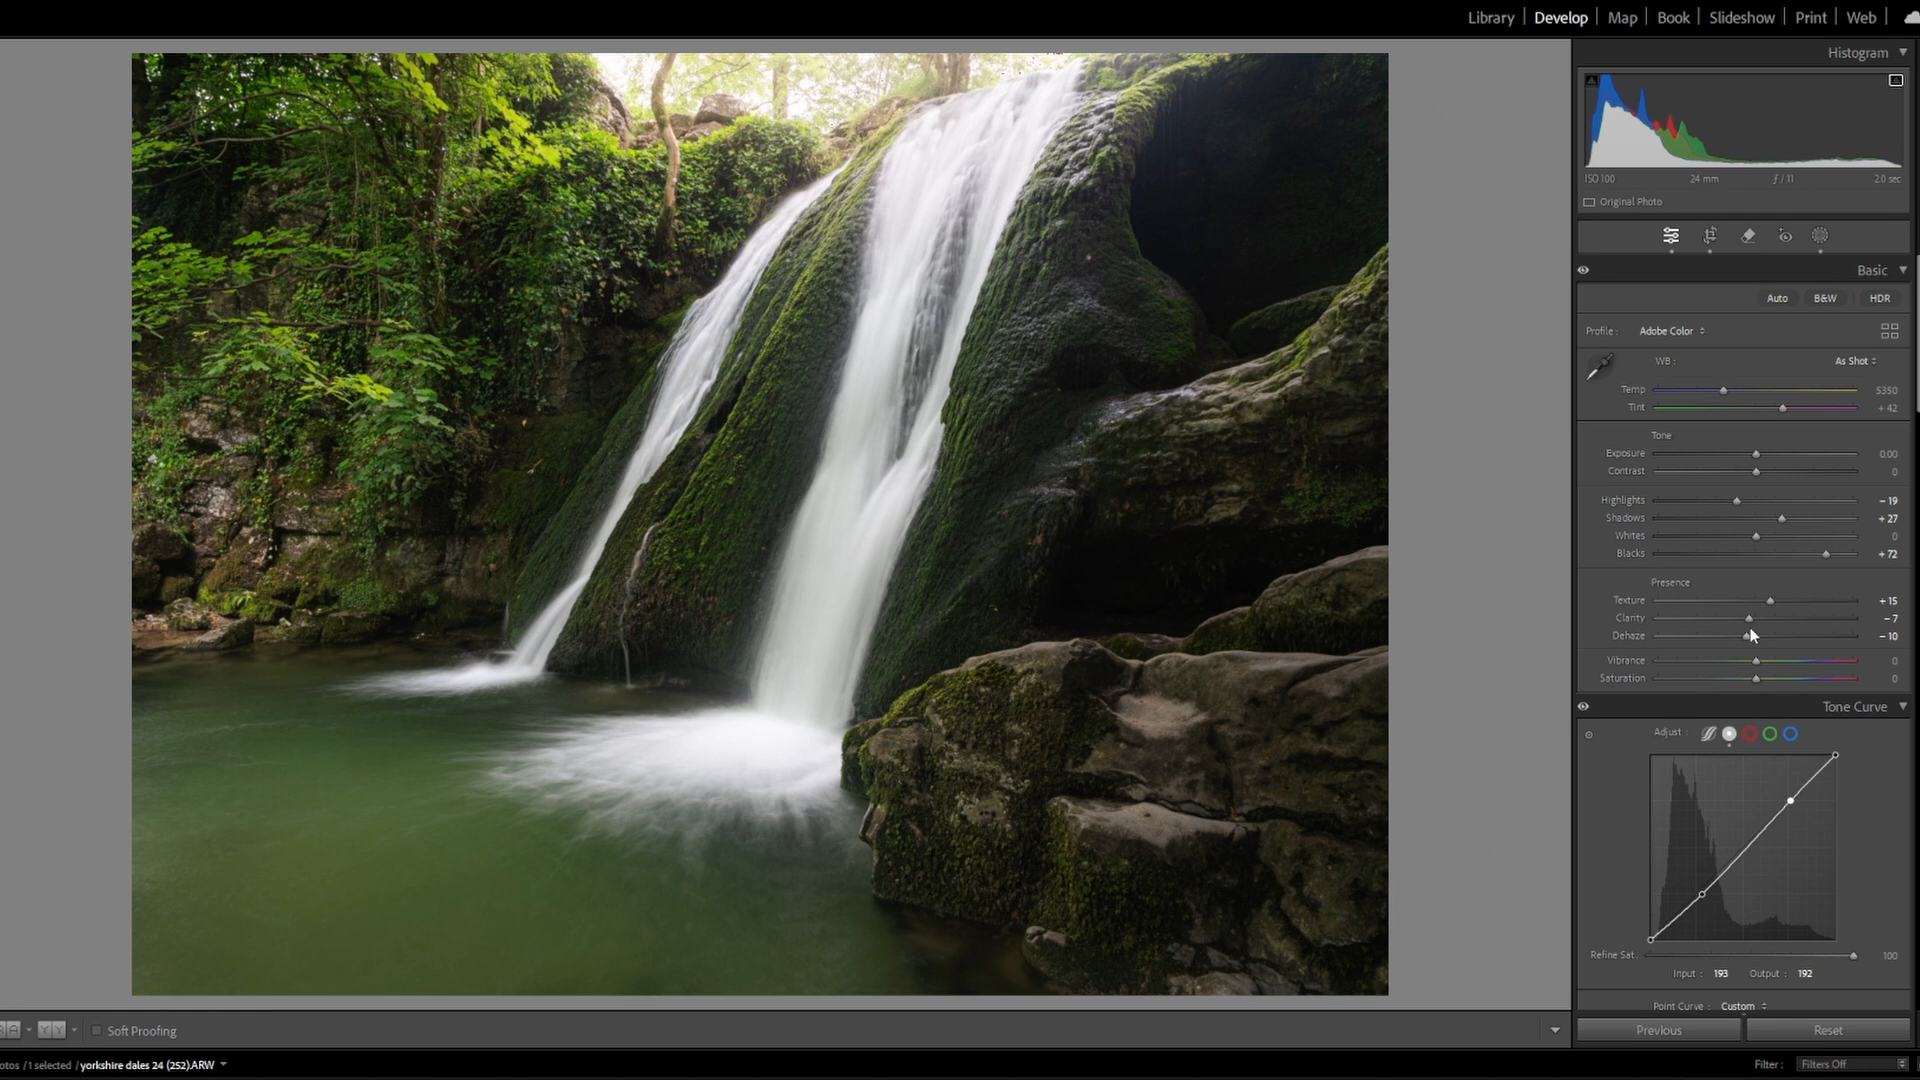 Library | Develop | Map | Book | Slideshow | Print | Web |
Histogram
ISO 100 24 mm ƒ / 11 2.0 sec
Original Photo
Basic
Auto B&W HDR
Profile : Adobe Color
WB : As Shot
Temp 5350
Tint + 42
Tone
Exposure 0.00
Contrast 0
Highlights − 19
Shadows + 27
Whites 0
Blacks + 72
Presence
Texture + 15
Clarity − 7
Dehaze − 10
Vibrance 0
Saturation 0
Tone Curve
Adjust :
Refine Sat. 100
Input : 193 Output : 192
Point Curve : Custom
Previous Reset
Y Y Soft Proofing
otos / 1 selected / yorkshire dales 24 (252).ARW
Filter : Filters Off